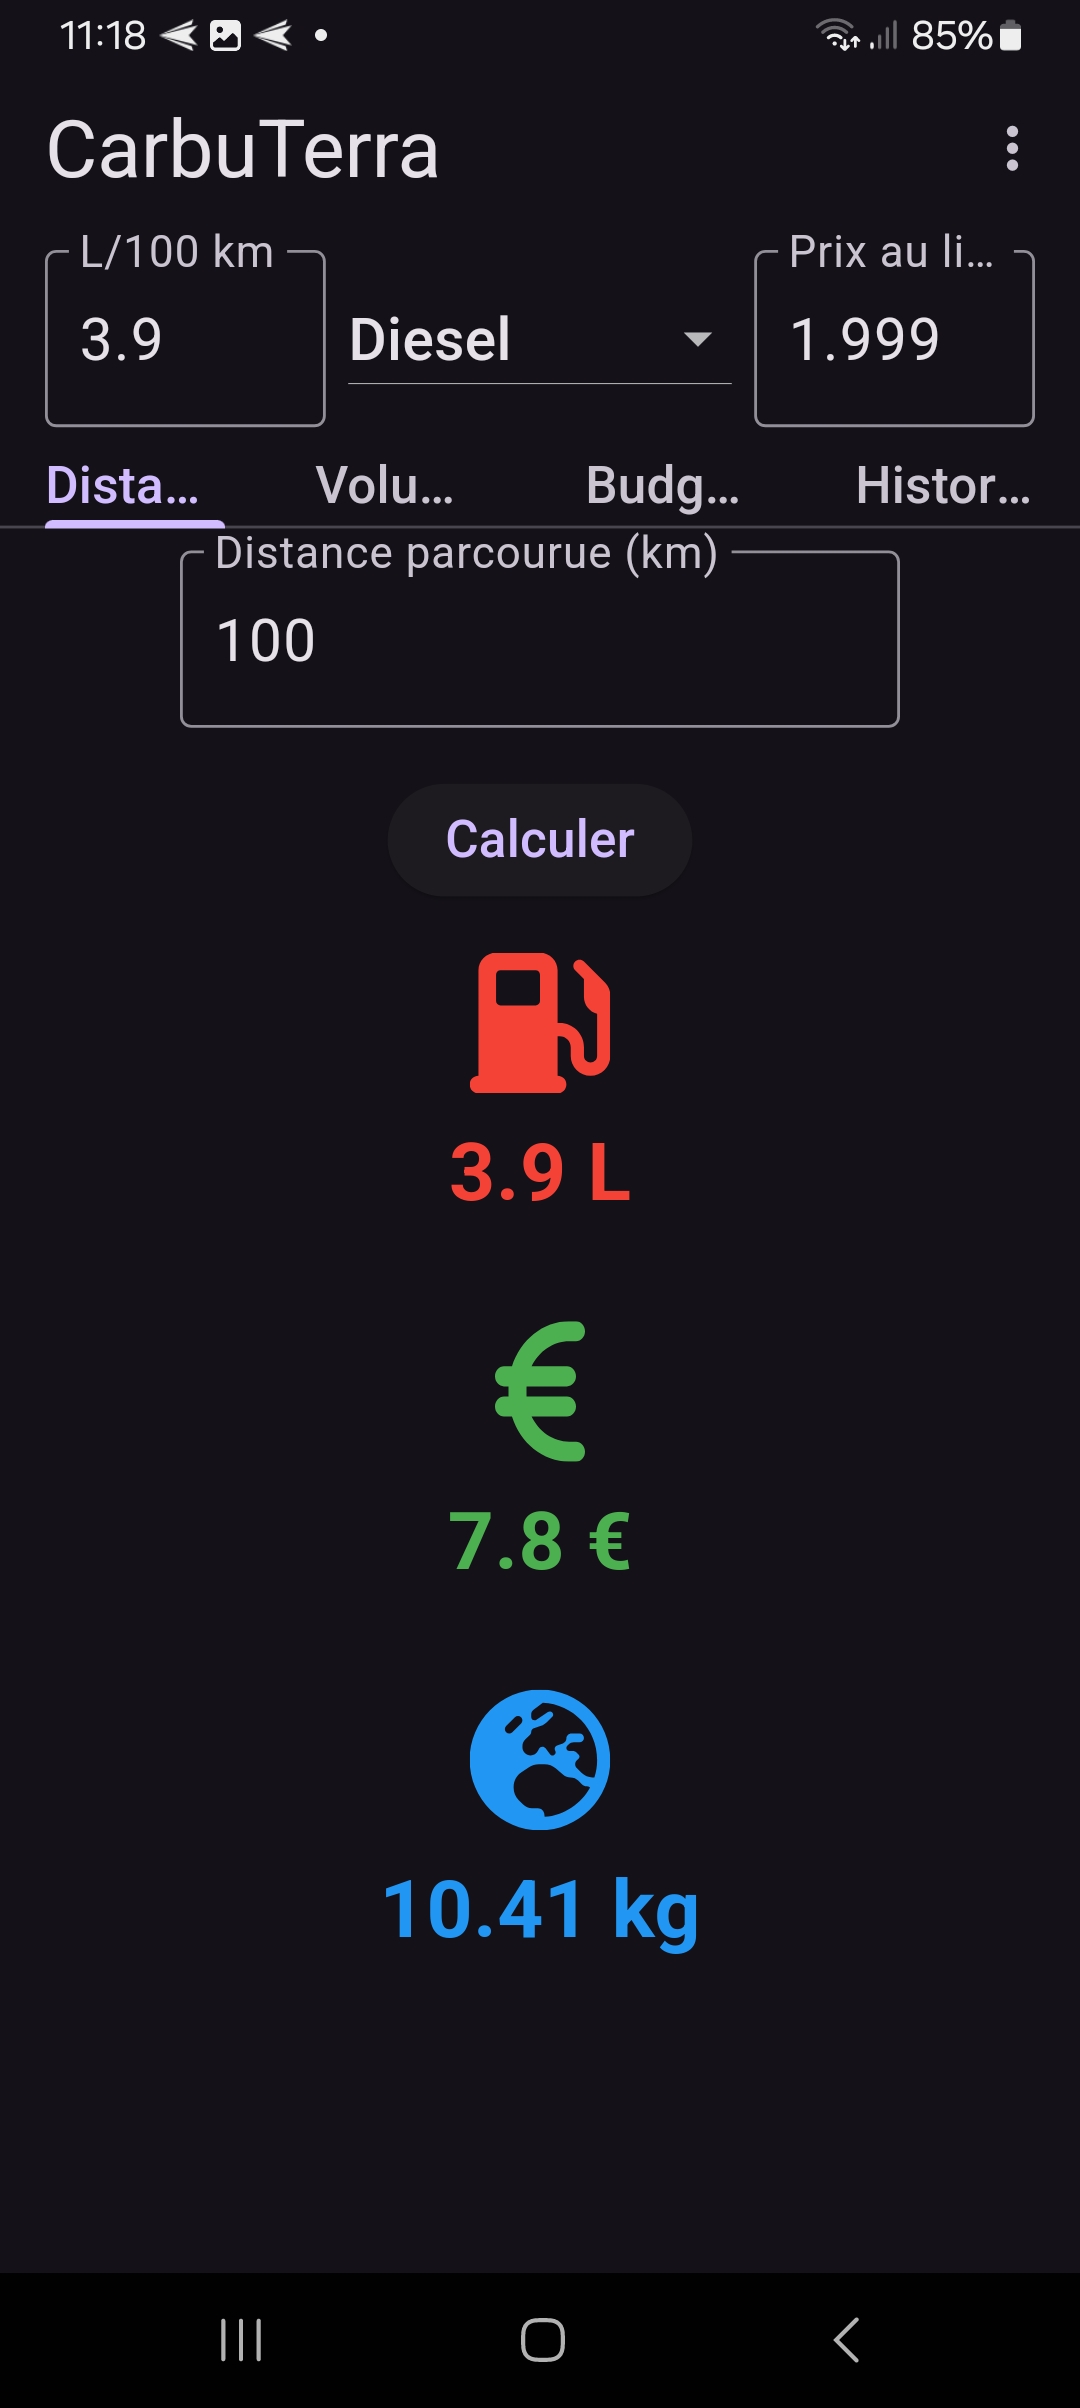 11:18 85%
CarbuTerra
L/100 km Prix au li...
3.9 Diesel 1.999
Dista... Volu... Budg... Histor...
Distance parcourue (km)
100
Calculer
3.9 L
7.8 €
10.41 kg